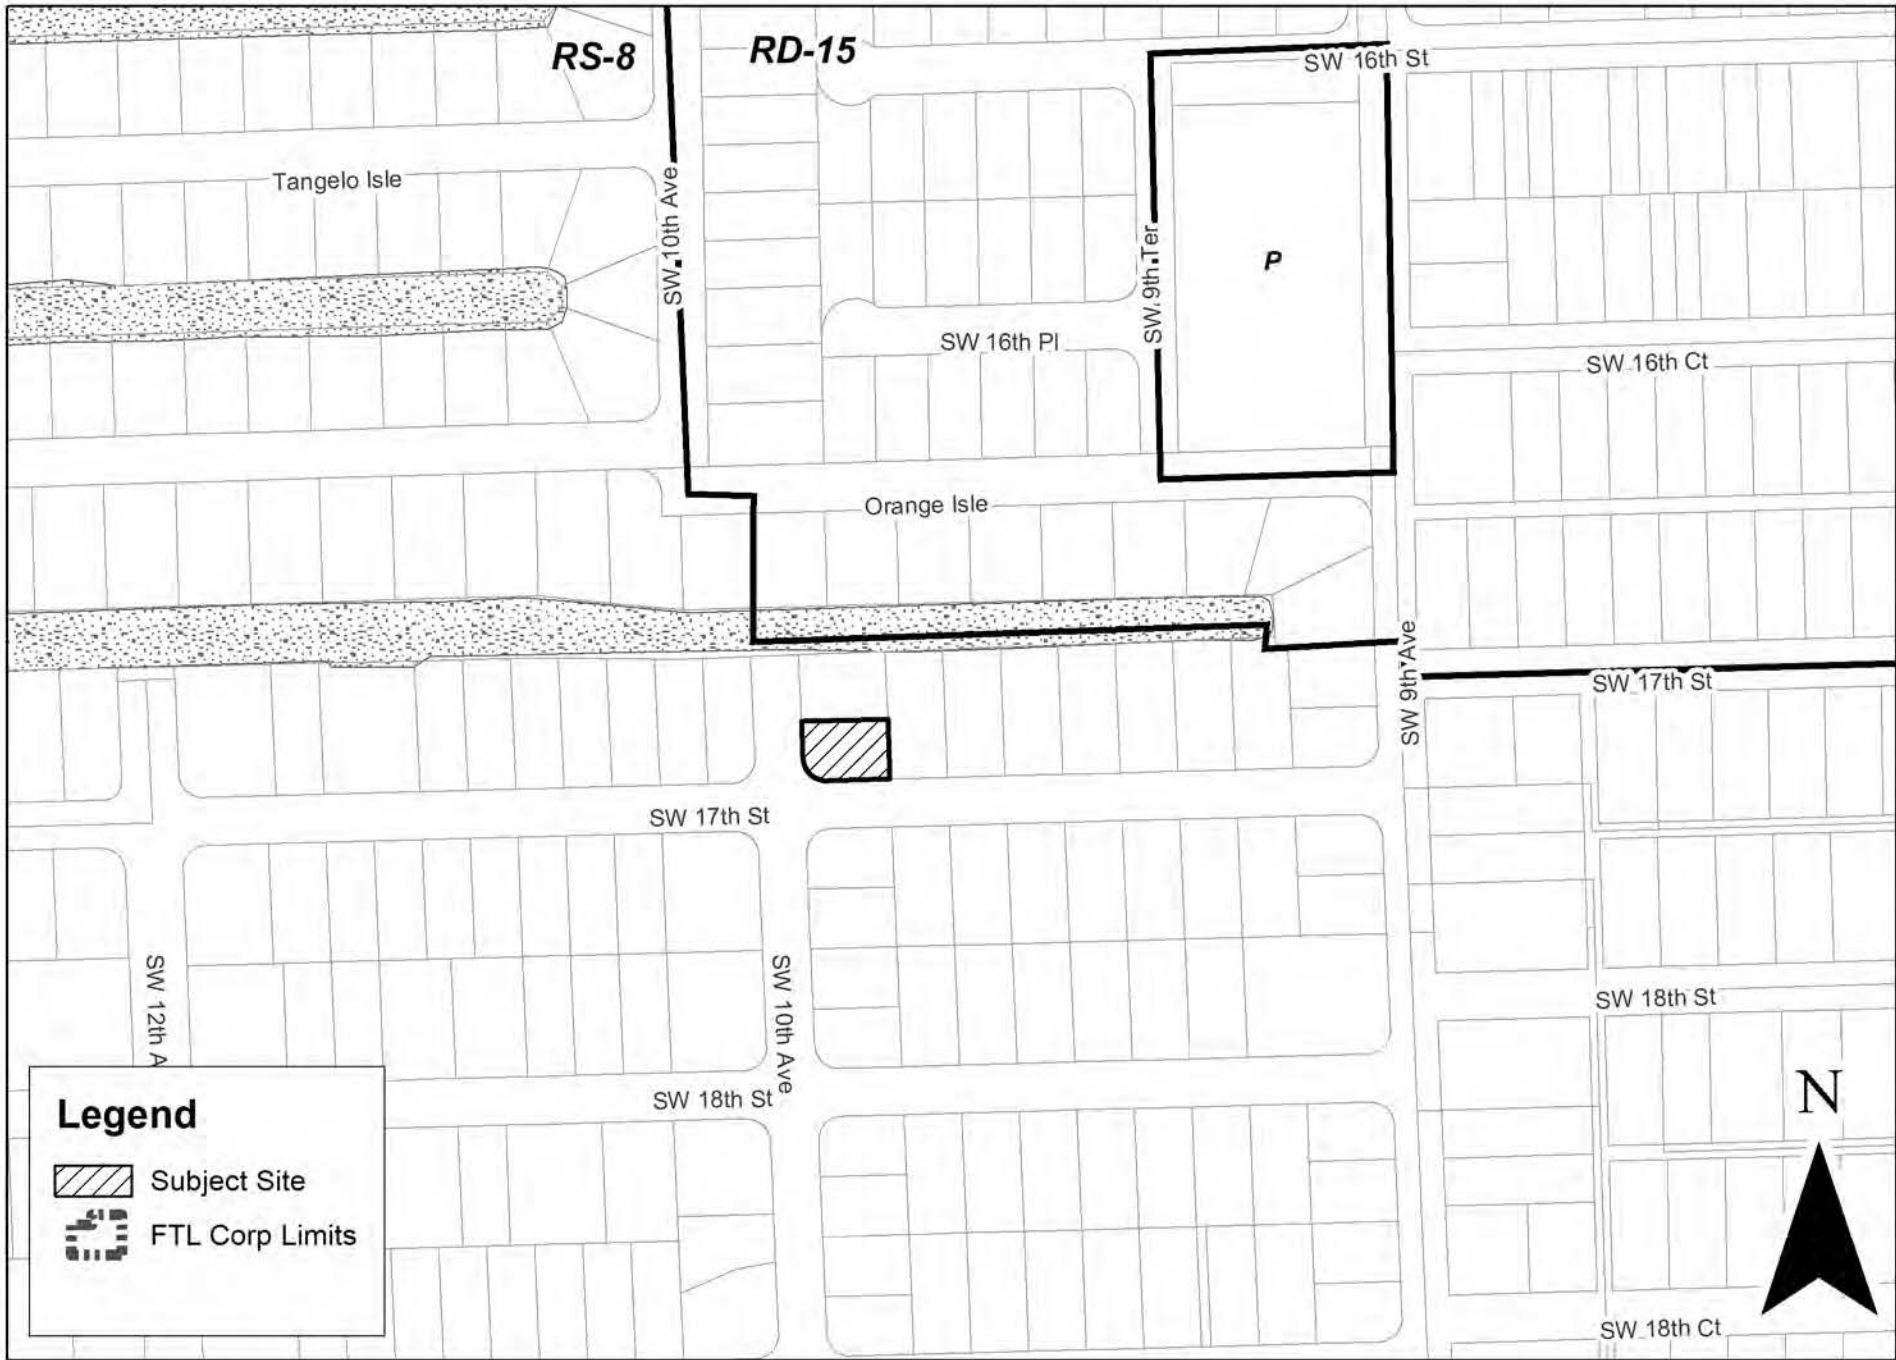 RS-8
RD-15
SW 16th St
Tangelo Isle
SW 10th Ave
SW 9th Ter
P
SW 16th Pl
SW 16th Ct
Orange Isle
SW 9th Ave
SW 17th St
SW 17th St
SW 12th A
SW 10th Ave
SW 18th St
SW 18th St
Legend
Subject Site
FTL Corp Limits
N
SW 18th Ct